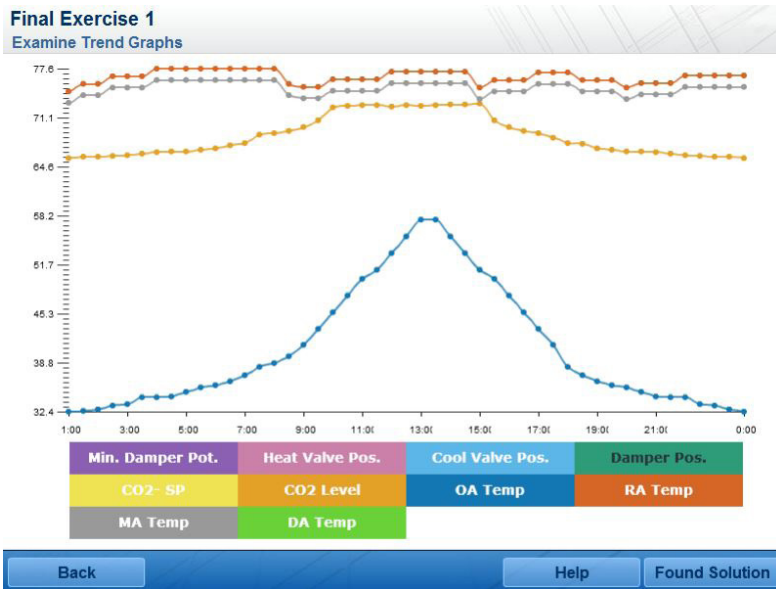 Final Exercise 1
Examine Trend Graphs
77.6
71.1
64.6
58.2
51.7
45.3
38.8
32.4
1:00 3:00 5:00 7:00 9:00 11:0( 13:0( 15:0( 17:0( 19:0( 21:0( 0:00
Min. Damper Pot. Heat Valve Pos. Cool Valve Pos. Damper Pos.
CO2- SP CO2 Level OA Temp RA Temp
MA Temp DA Temp
Back Help Found Solution